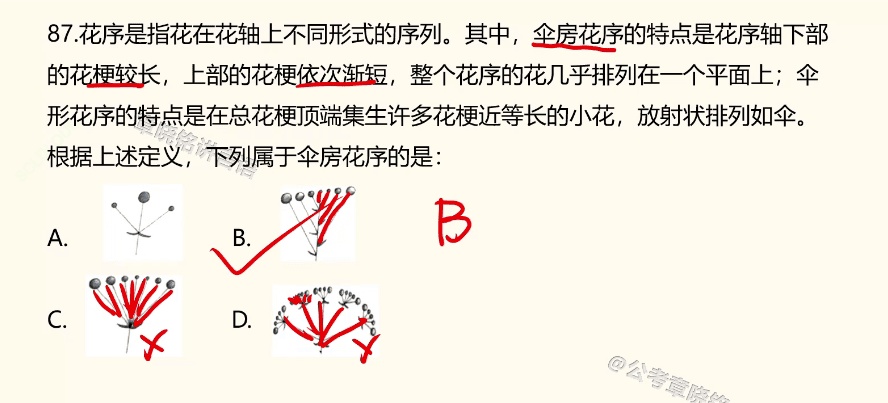 87.花序是指花在花轴上不同形式的序列。其中，伞房花序的特点是花序轴下部
的花梗较长，上部的花梗依次渐短，整个花序的花几乎排列在一个平面上；伞
形花序的特点是在总花梗顶端集生许多花梗近等长的小花，放射状排列如伞。
根据上述定义，下列属于伞房花序的是：
A.
B.
B
C.
D.
@公考章晓铭